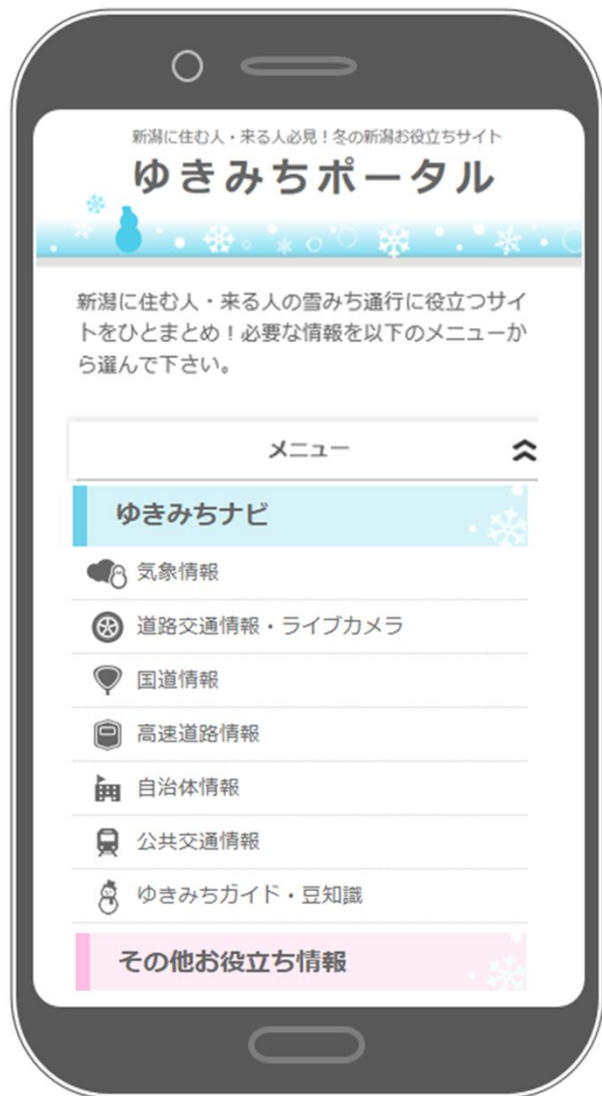 新潟に住む人・来る人必見！冬の新潟お役立ちサイト
ゆきみちポータル
新潟に住む人・来る人の雪みち通行に役立つサイ
トをひとまとめ！必要な情報を以下のメニューか
ら選んで下さい。
メニュー
ゆきみちナビ
気象情報
道路交通情報・ライブカメラ
国道情報
高速道路情報
自治体情報
公共交通情報
ゆきみちガイド・豆知識
その他お役立ち情報